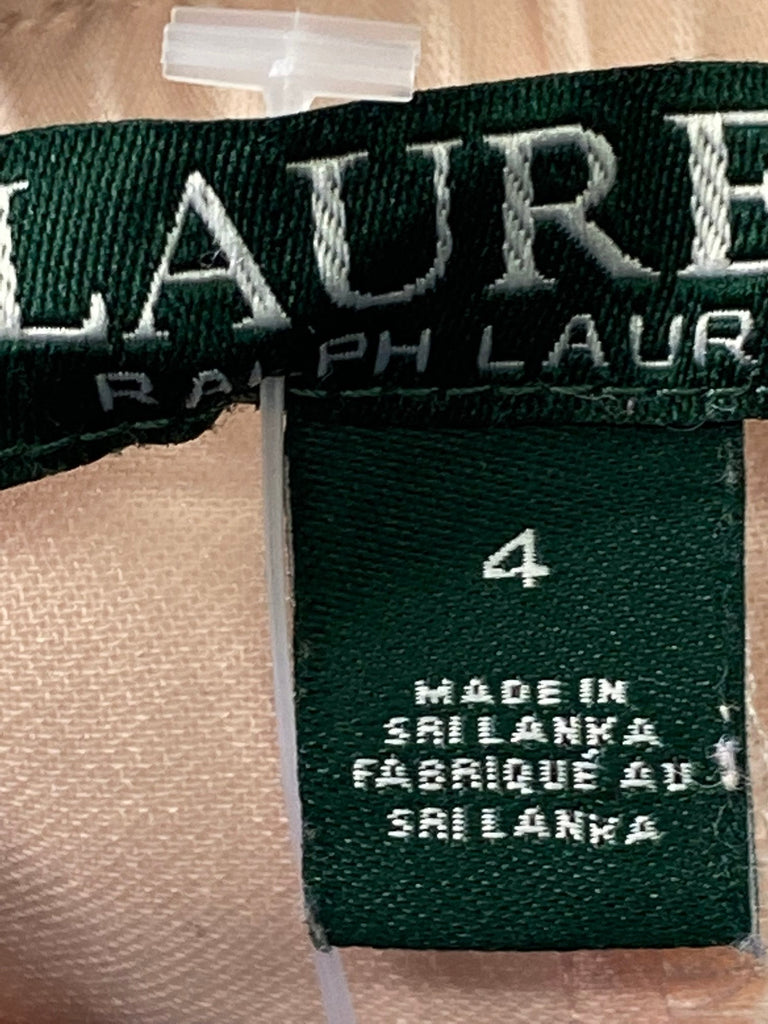 LAURE
RALPH LAUR
4
MADE IN
SRI LANKA
FABRIQUÉ AU
SRI LANKA